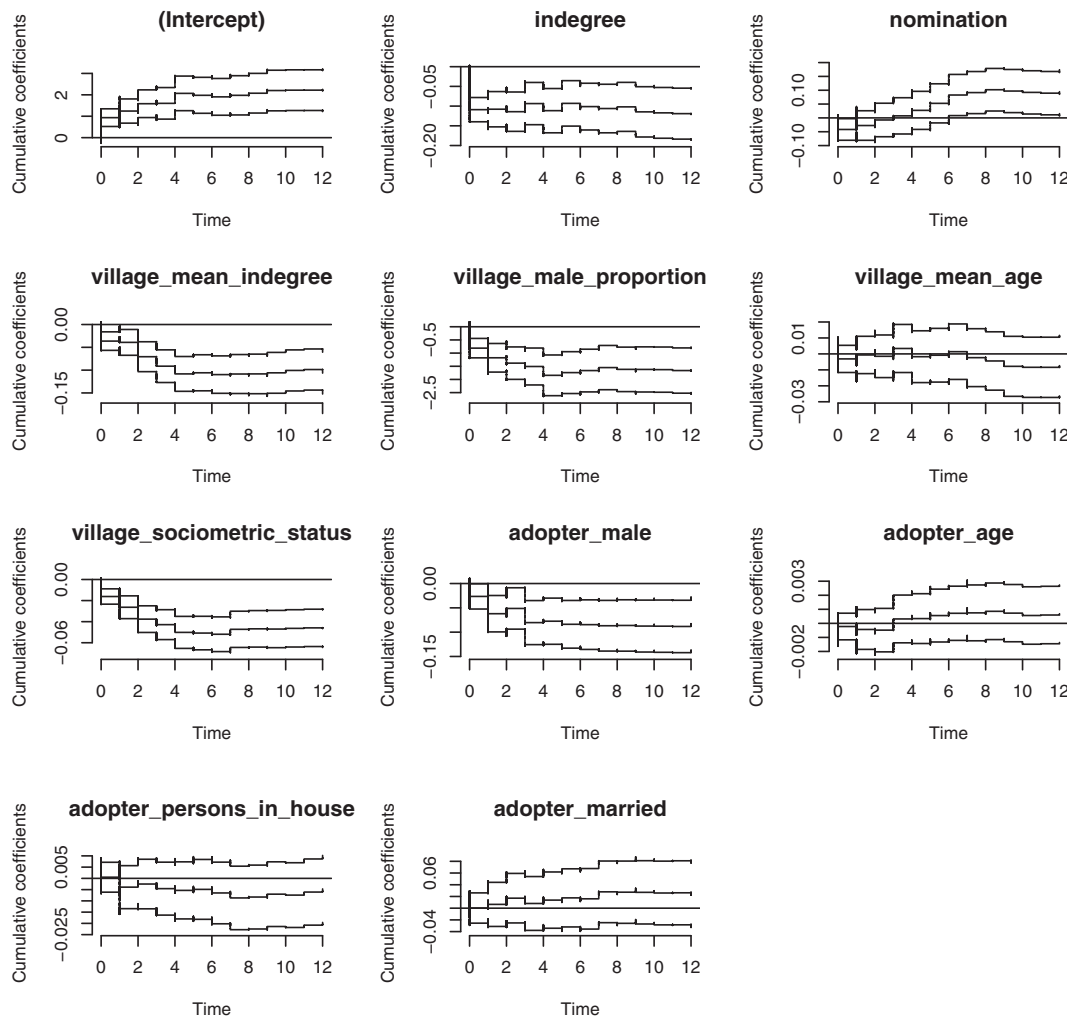 (Intercept)
Cumulative coefficients
2
0
0 2 4 6 8 10 12
Time
indegree
Cumulative coefficients
−0.05
−0.20
0 2 4 6 8 10 12
Time
nomination
Cumulative coefficients
0.10
−0.10
0 2 4 6 8 10 12
Time
village_mean_indegree
Cumulative coefficients
0.00
−0.15
0 2 4 6 8 10 12
Time
village_male_proportion
Cumulative coefficients
−0.5
−2.5
0 2 4 6 8 10 12
Time
village_mean_age
Cumulative coefficients
0.01
−0.03
0 2 4 6 8 10 12
Time
village_sociometric_status
Cumulative coefficients
0.00
−0.06
0 2 4 6 8 10 12
Time
adopter_male
Cumulative coefficients
0.00
−0.15
0 2 4 6 8 10 12
Time
adopter_age
Cumulative coefficients
0.003
−0.002
0 2 4 6 8 10 12
Time
adopter_persons_in_house
Cumulative coefficients
0.005
−0.025
0 2 4 6 8 10 12
Time
adopter_married
Cumulative coefficients
0.06
−0.04
0 2 4 6 8 10 12
Time